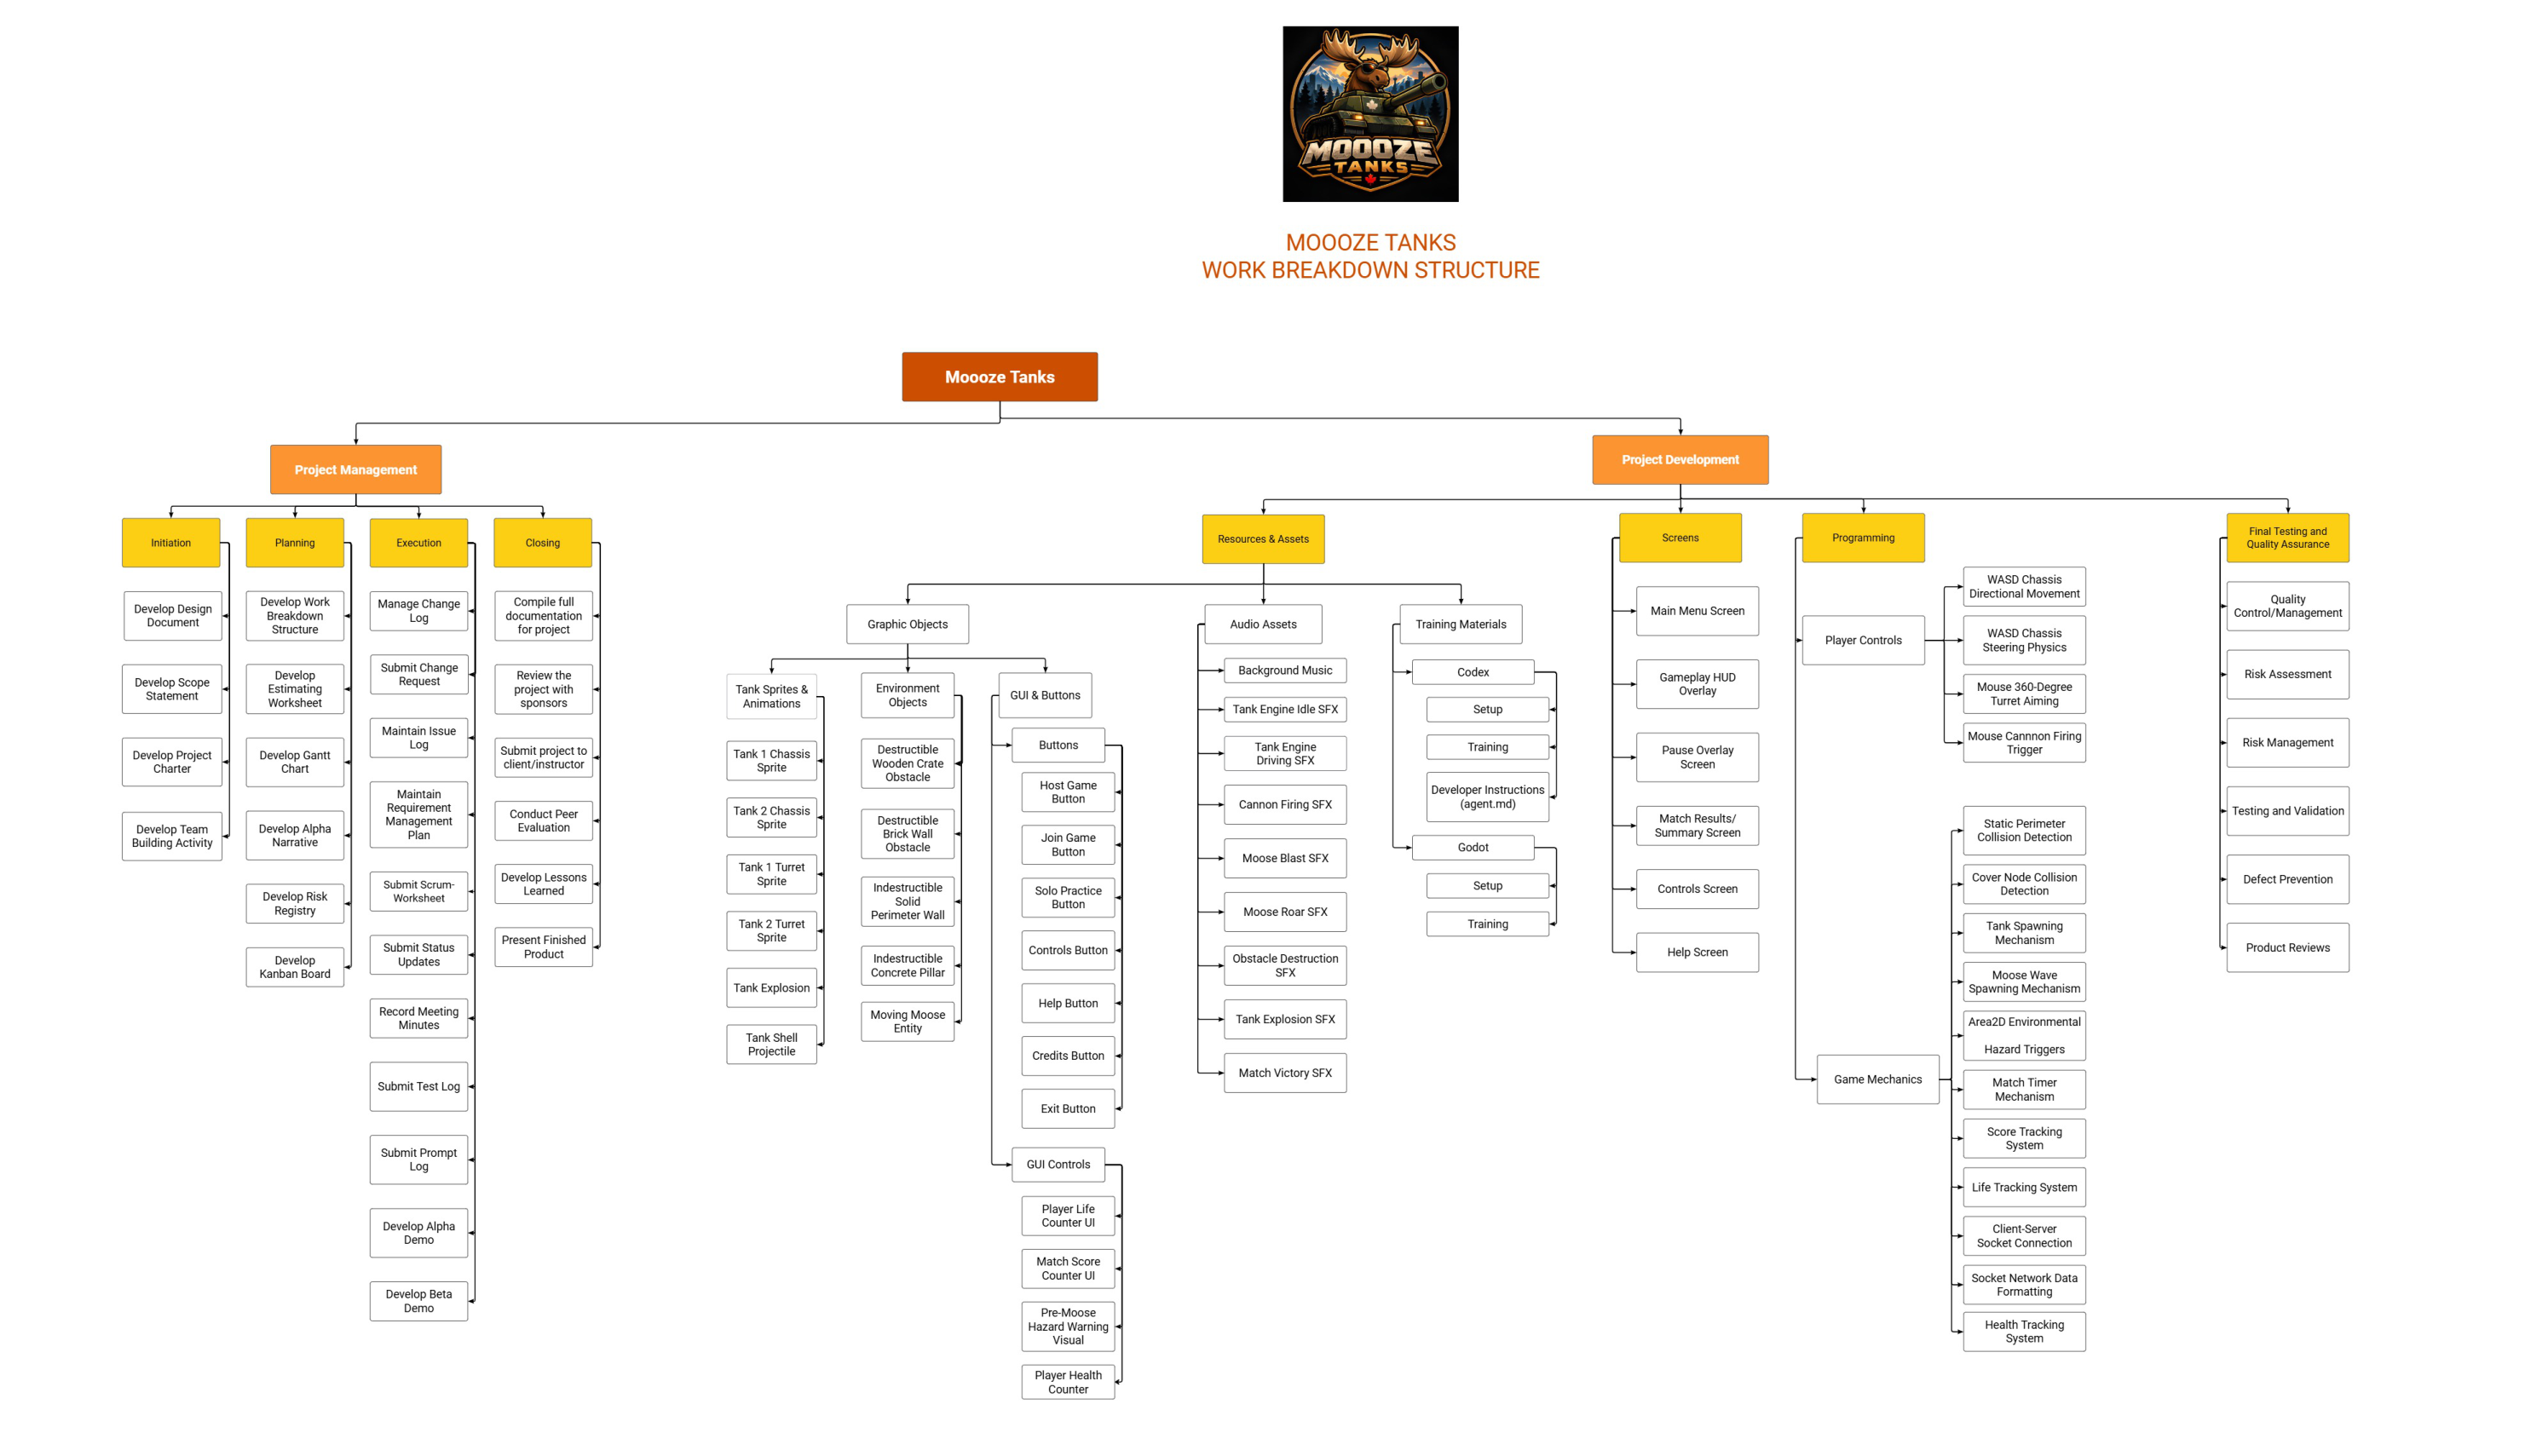 MOOOZE
TANKS
MOOOZE TANKS
WORK BREAKDOWN STRUCTURE
Moooze Tanks
Project Management
Project Development
Initiation
Develop Design
Document
Develop Scope
Statement
Develop Project
Charter
Develop Team
Building Activity
Planning
Develop Work
Breakdown
Structure
Develop
Estimating
Worksheet
Develop Gantt
Chart
Develop Alpha
Narrative
Develop Risk
Registry
Develop
Kanban Board
Execution
Manage Change
Log
Submit Change
Request
Maintain Issue
Log
Maintain
Requirement
Management
Plan
Submit Scrum-
Worksheet
Submit Status
Updates
Record Meeting
Minutes
Submit Test Log
Submit Prompt
Log
Develop Alpha
Demo
Develop Beta
Demo
Closing
Compile full
documentation
for project
Review the
project with
sponsors
Submit project to
client/instructor
Conduct Peer
Evaluation
Develop Lessons
Learned
Present Finished
Product
Resources & Assets
Graphic Objects
Tank Sprites &
Animations
Tank 1 Chassis
Sprite
Tank 2 Chassis
Sprite
Tank 1 Turret
Sprite
Tank 2 Turret
Sprite
Tank Explosion
Tank Shell
Projectile
Environment
Objects
Destructible
Wooden Crate
Obstacle
Destructible
Brick Wall
Obstacle
Indestructible
Solid
Perimeter Wall
Indestructible
Concrete Pillar
Moving Moose
Entity
GUI & Buttons
Buttons
Host Game
Button
Join Game
Button
Solo Practice
Button
Controls Button
Help Button
Credits Button
Exit Button
GUI Controls
Player Life
Counter UI
Match Score
Counter UI
Pre-Moose
Hazard Warning
Visual
Player Health
Counter
Audio Assets
Background Music
Tank Engine Idle SFX
Tank Engine
Driving SFX
Cannon Firing SFX
Moose Blast SFX
Moose Roar SFX
Obstacle Destruction
SFX
Tank Explosion SFX
Match Victory SFX
Training Materials
Codex
Setup
Training
Developer Instructions
(agent.md)
Godot
Setup
Training
Screens
Main Menu Screen
Gameplay HUD
Overlay
Pause Overlay
Screen
Match Results/
Summary Screen
Controls Screen
Help Screen
Programming
Player Controls
WASD Chassis
Directional Movement
WASD Chassis
Steering Physics
Mouse 360-Degree
Turret Aiming
Mouse Cannnon Firing
Trigger
Game Mechanics
Static Perimeter
Collision Detection
Cover Node Collision
Detection
Tank Spawning
Mechanism
Moose Wave
Spawning Mechanism
Area2D Environmental
Hazard Triggers
Match Timer
Mechanism
Score Tracking
System
Life Tracking System
Client-Server
Socket Connection
Socket Network Data
Formatting
Health Tracking
System
Final Testing and
Quality Assurance
Quality
Control/Management
Risk Assessment
Risk Management
Testing and Validation
Defect Prevention
Product Reviews